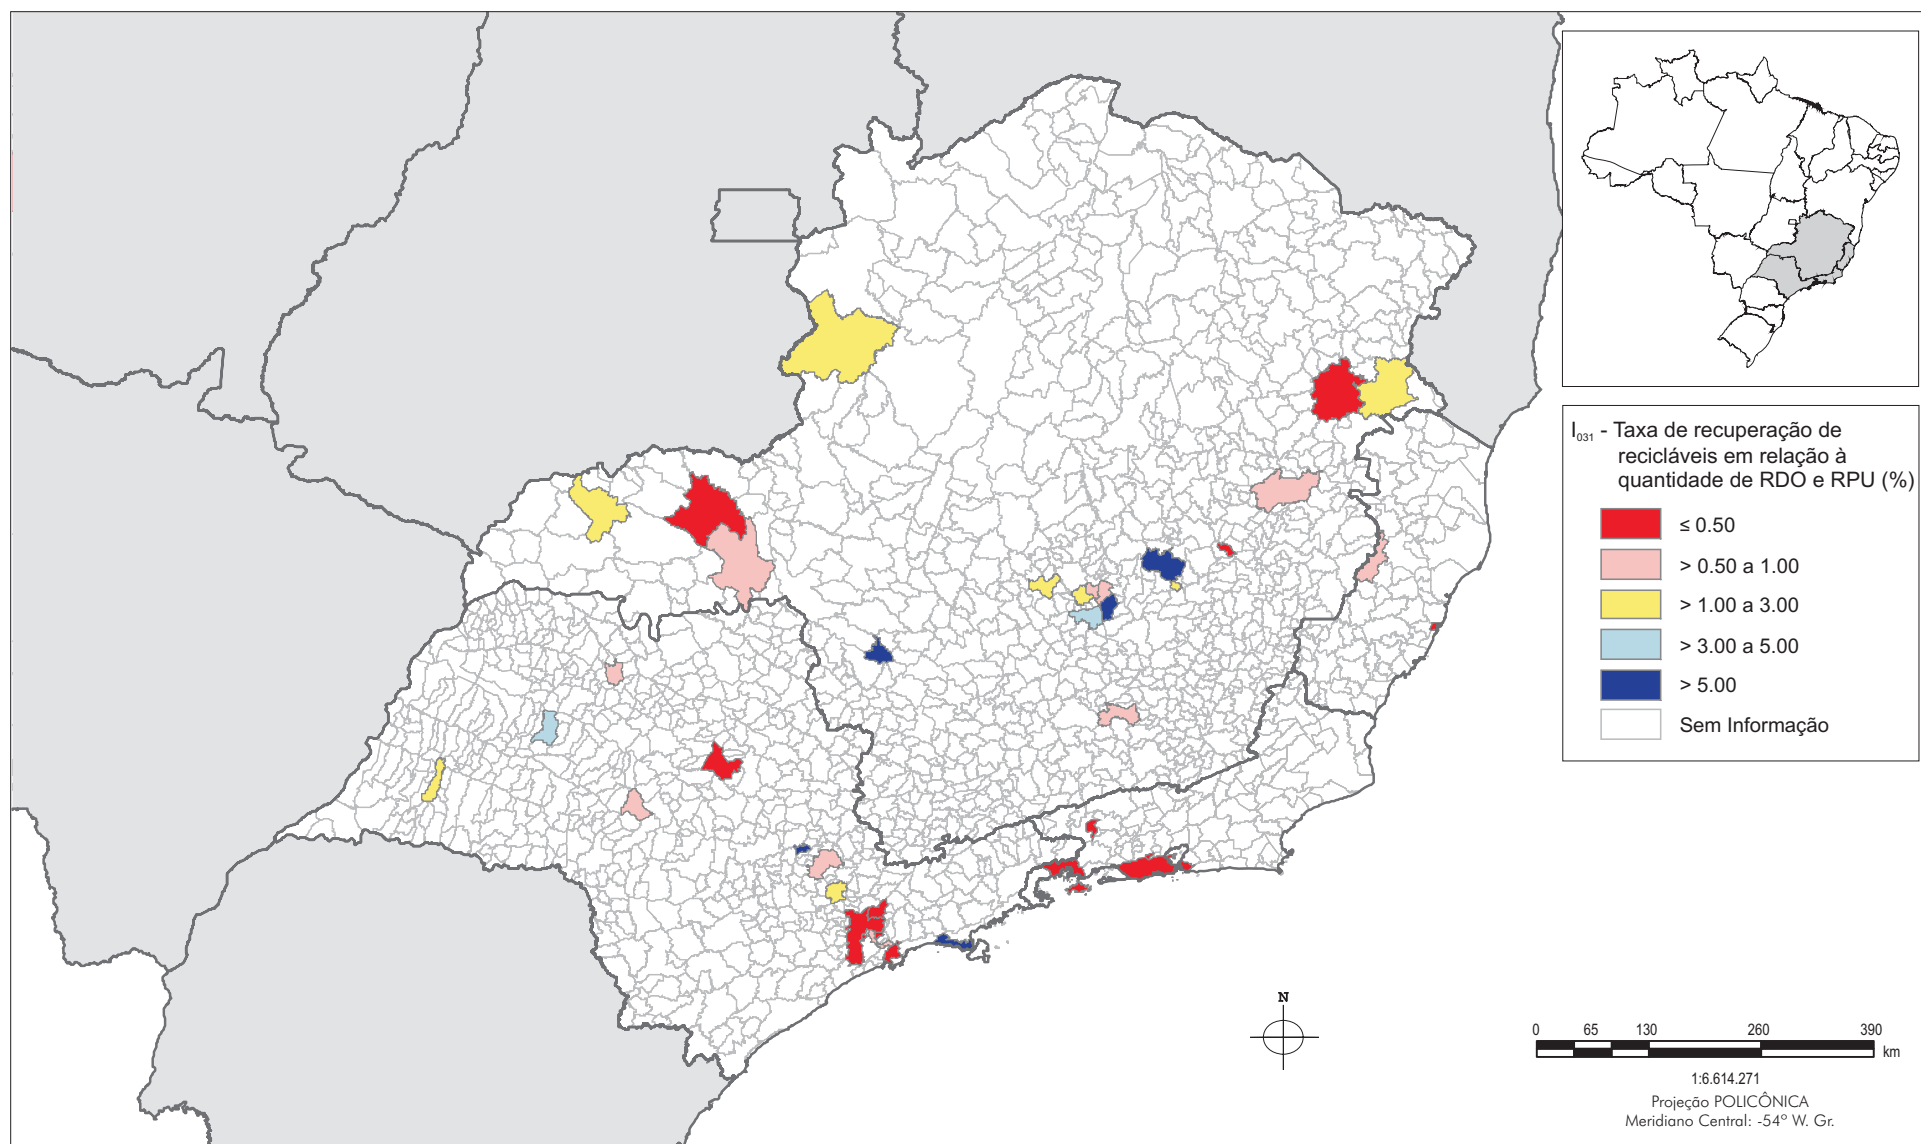 I031 - Taxa de recuperação de
recicláveis em relação à
quantidade de RDO e RPU (%)
≤ 0.50
> 0.50 a 1.00
> 1.00 a 3.00
> 3.00 a 5.00
> 5.00
Sem Informação
N
0 65 130 260 390
km
1:6.614.271
Projeção POLICÔNICA
Meridiano Central: -54º W. Gr.